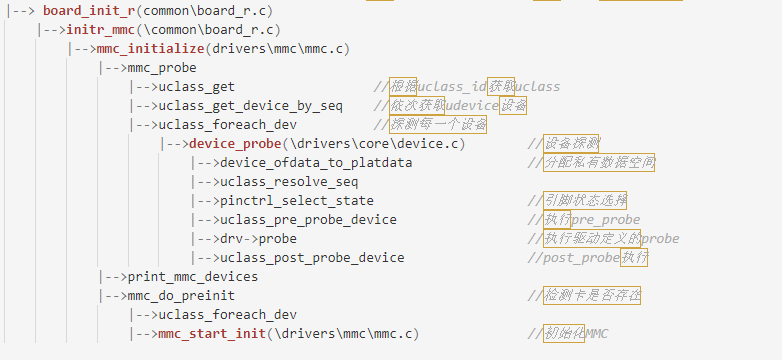 |--> board_init_r(common\board_r.c)
|-->initr_mmc(\common\board_r.c)
|-->mmc_initialize(drivers\mmc\mmc.c)
|-->mmc_probe
|-->uclass_get //根据uclass_id获取uclass
|-->uclass_get_device_by_seq //依次获取udevice设备
|-->uclass_foreach_dev //探测每一个设备
|-->device_probe(\drivers\core\device.c) //设备探测
|-->device_ofdata_to_platdata //分配私有数据空间
|-->uclass_resolve_seq
|-->pinctrl_select_state //引脚状态选择
|-->uclass_pre_probe_device //执行pre_probe
|-->drv->probe //执行驱动定义的probe
|-->uclass_post_probe_device //post_probe执行
|-->print_mmc_devices
|-->mmc_do_preinit //检测卡是否存在
|-->uclass_foreach_dev
|-->mmc_start_init(\drivers\mmc\mmc.c) //初始化MMC